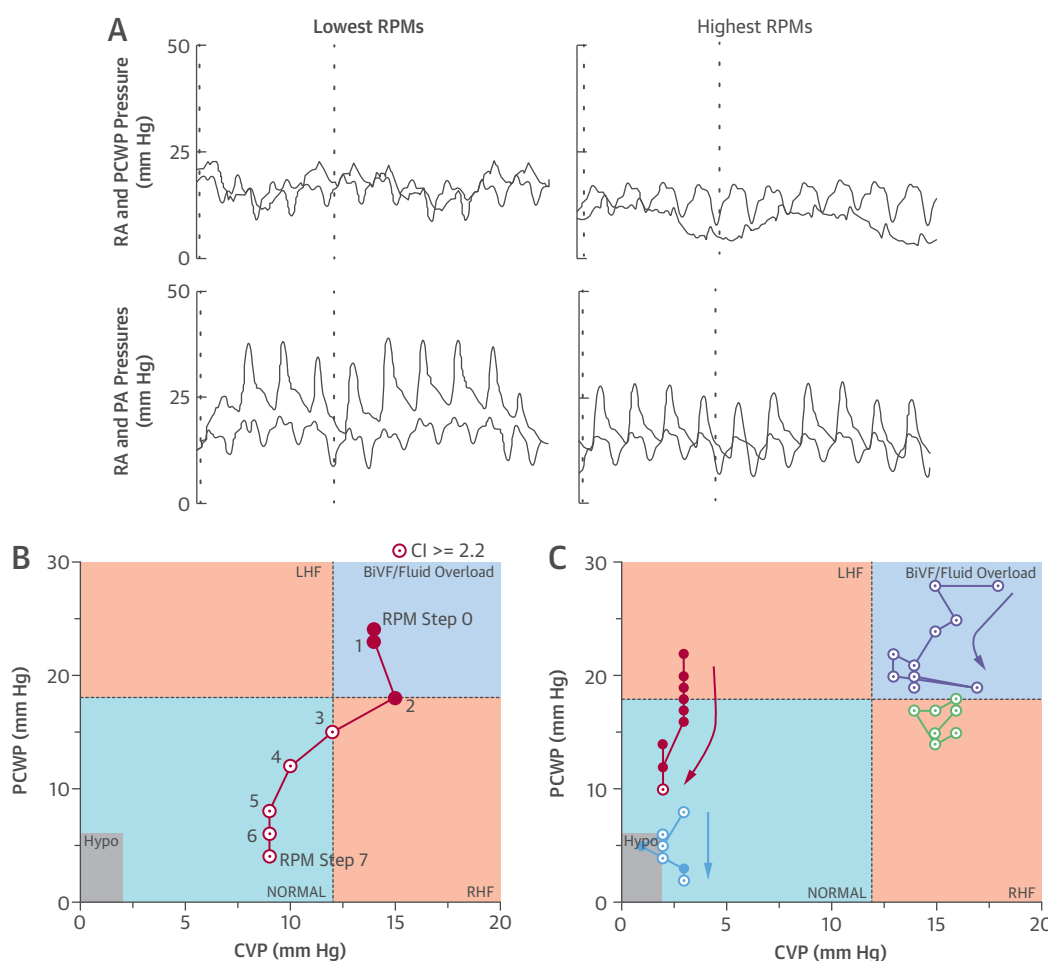 A
Lowest RPMs
Highest RPMs
RA and PCWP Pressure
(mm Hg)
50
25
0
50
25
0
RA and PA Pressures
(mm Hg)
50
25
0
B
CI >= 2.2
PCWP (mm Hg)
30
20
10
0
LHF
BiVF/Fluid Overload
RPM Step 0
1
2
3
4
5
6
RPM Step 7
Hypo
NORMAL
RHF
0
5
10
15
20
CVP (mm Hg)
C
PCWP (mm Hg)
30
20
10
0
LHF
BiVF/Fluid Overload
Hypo
NORMAL
RHF
0
5
10
15
20
CVP (mm Hg)